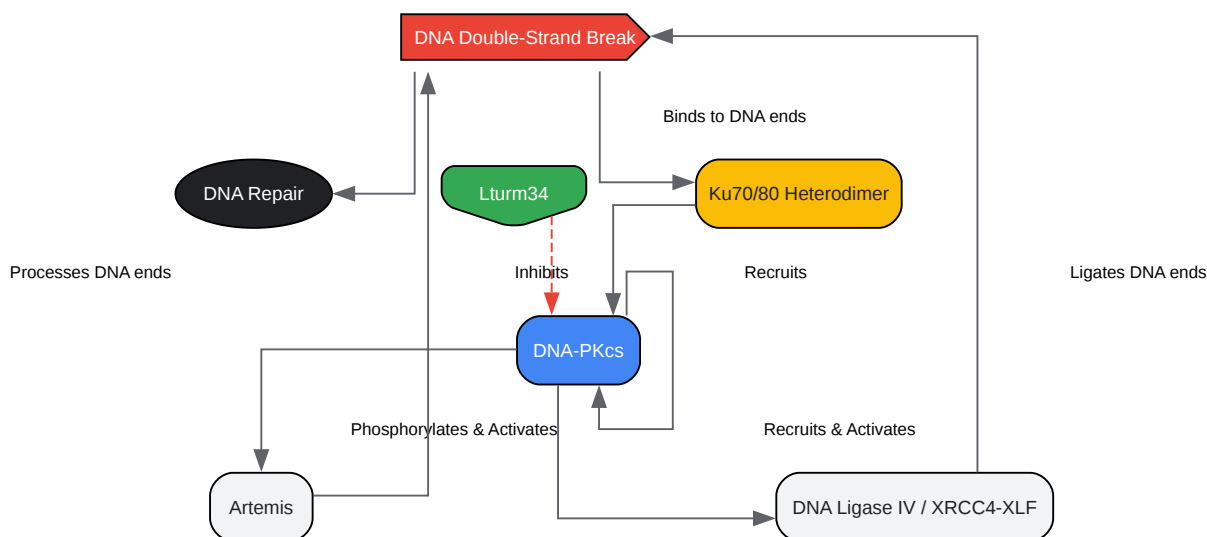 DNA Double-Strand Break
Binds to DNA ends
DNA Repair
Lturm34
Ku70/80 Heterodimer
Processes DNA ends
Inhibits
Recruits
Ligates DNA ends
DNA-PKcs
Phosphorylates & Activates
Recruits & Activates
Artemis
DNA Ligase IV / XRCC4-XLF